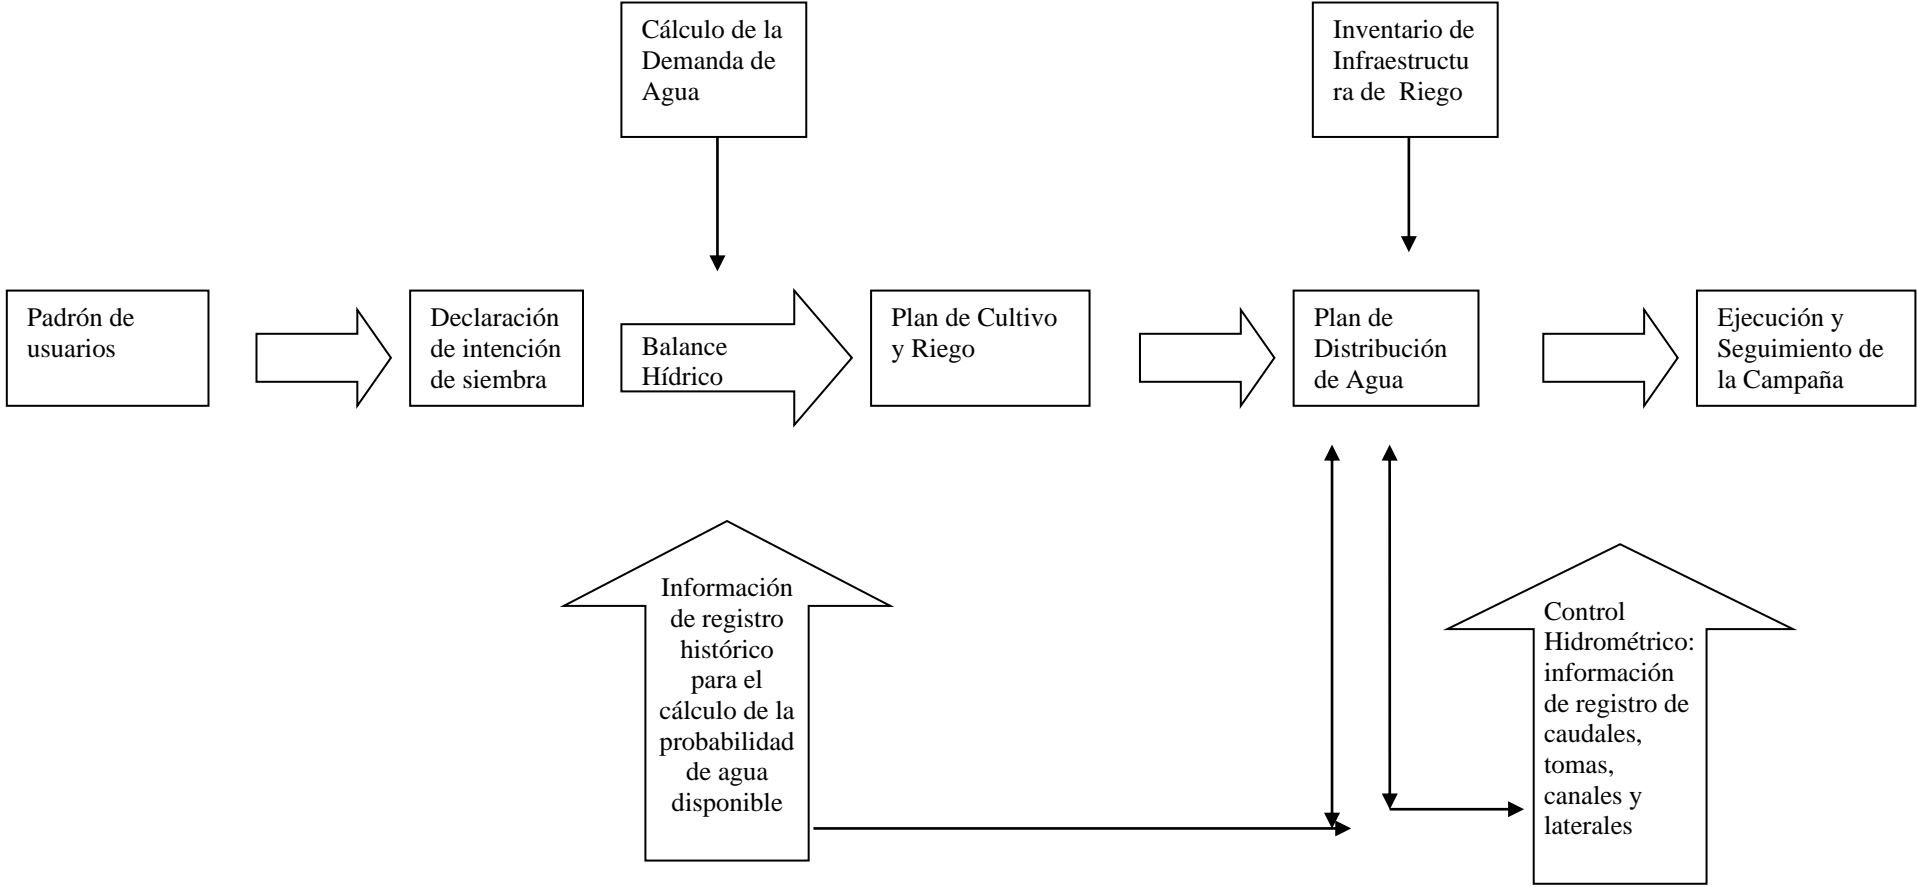 Cálculo de la
Demanda de
Agua
Inventario de
Infraestructu
ra de  Riego
Padrón de
usuarios
Declaración
de intención
de siembra
Balance
Hídrico
Plan de Cultivo
y Riego
Plan de
Distribución
de Agua
Ejecución y
Seguimiento de
la Campaña
Información
de registro
histórico
para el
cálculo de la
probabilidad
de agua
disponible
Control
Hidrométrico:
información
de registro de
caudales,
tomas,
canales y
laterales